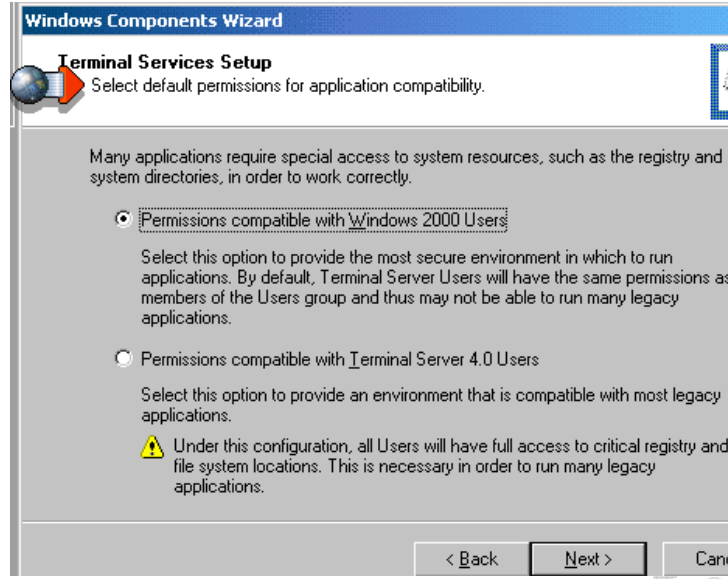 Windows Components Wizard
Terminal Services Setup
Select default permissions for application compatibility.
Many applications require special access to system resources, such as the registry and
system directories, in order to work correctly.
Permissions compatible with Windows 2000 Users
Select this option to provide the most secure environment in which to run
applications. By default, Terminal Server Users will have the same permissions as
members of the Users group and thus may not be able to run many legacy
applications.
Permissions compatible with Terminal Server 4.0 Users
Select this option to provide an environment that is compatible with most legacy
applications.
Under this configuration, all Users will have full access to critical registry and
file system locations. This is necessary in order to run many legacy
applications.
< Back Next > Canc